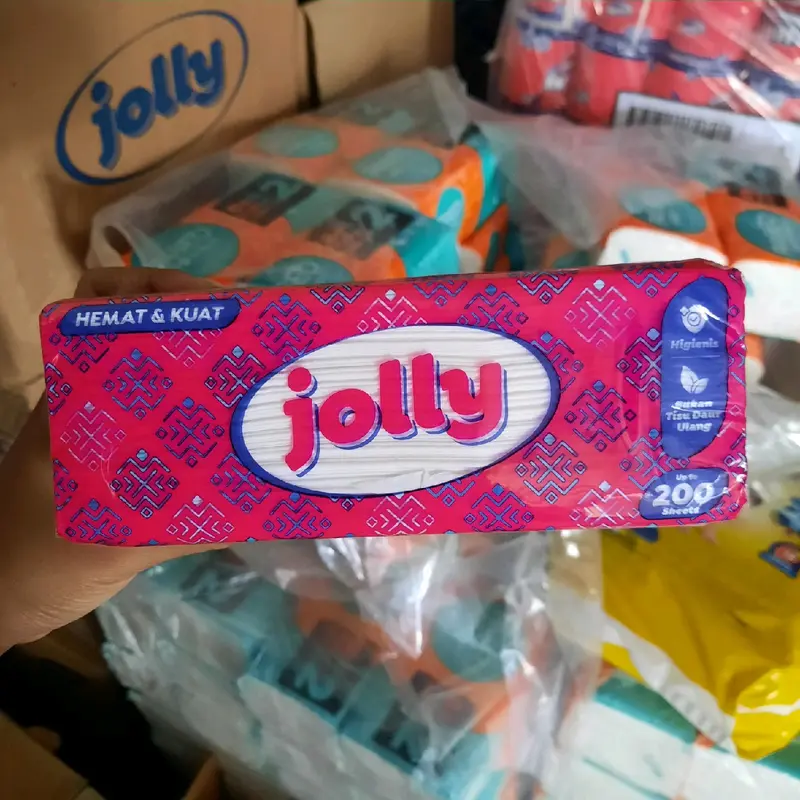 jolly
HEMAT & KUAT
jolly
Higienis
Bukan
Tisu Daur
Ulang
Up to
200
Sheets